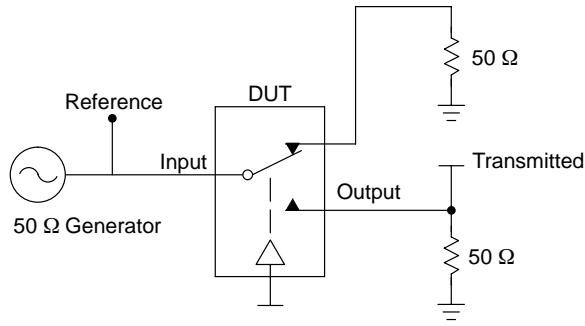 50 Ω
Reference
DUT
Input
Transmitted
Output
50 Ω Generator
50 Ω